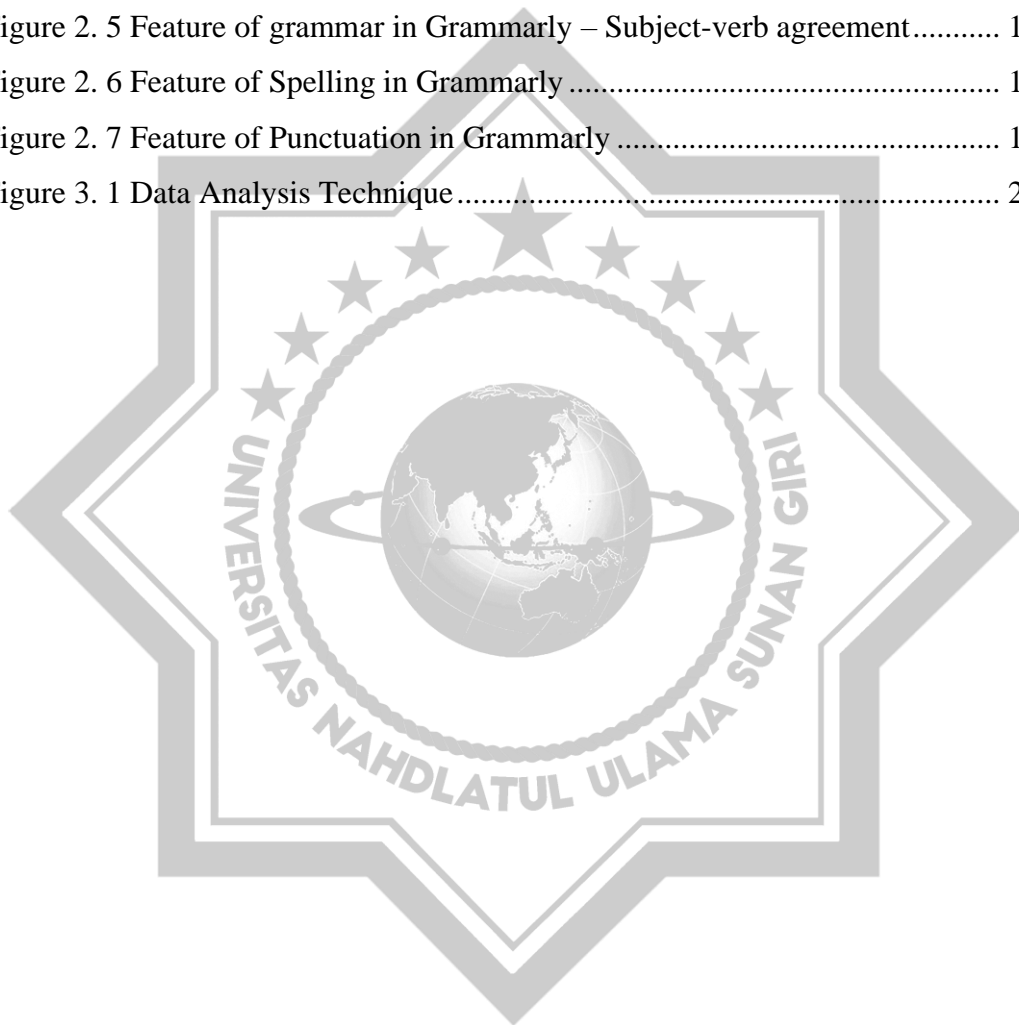 igure 2. 5 Feature of grammar in Grammarly – Subject-verb agreement........... 1
igure 2. 6 Feature of Spelling in Grammarly ...................................................... 1
igure 2. 7 Feature of Punctuation in Grammarly ................................................ 1
igure 3. 1 Data Analysis Technique.................................................................... 2
UNIVERSITAS NAHDLATUL ULAMA SUNAN GIRI